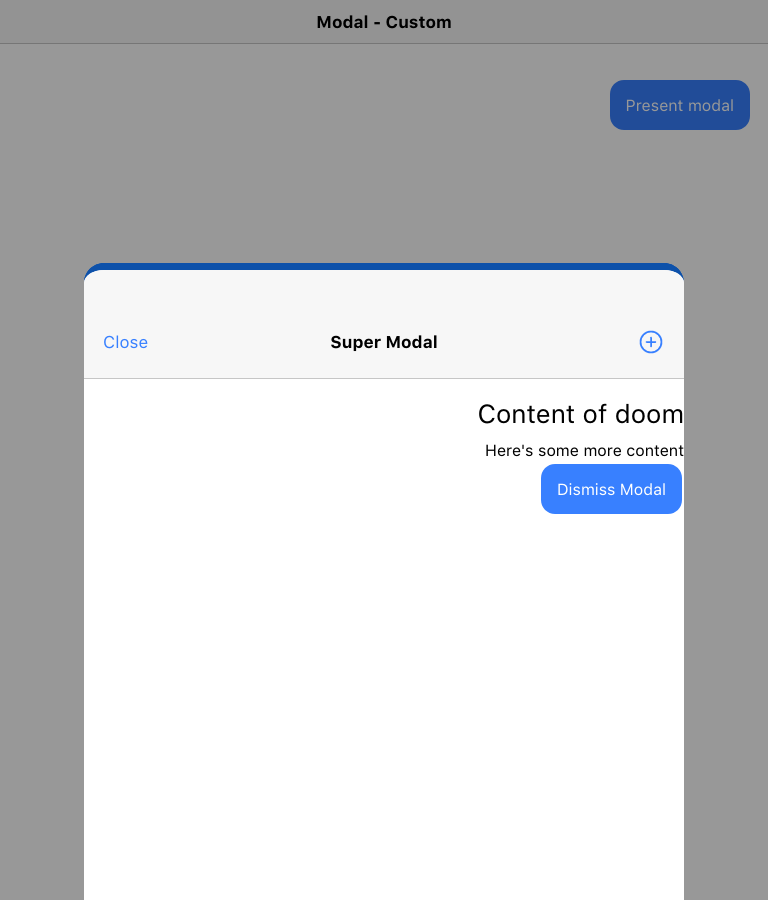 Modal - Custom
Present modal
Close
Super Modal
Content of doom
Here's some more content
Dismiss Modal